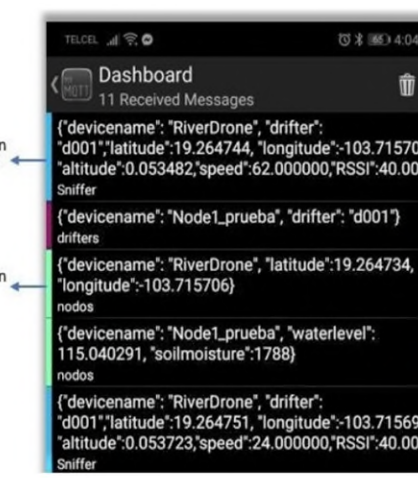 TELCEL 65 4:04
Dashboard
MY MQTT
11 Received Messages
{"devicename": "RiverDrone", "drifter":
n
"d001","latitude":19.264744, "longitude":-103.71570
"altitude":0.053482,"speed":62.000000,"RSSI":40.00
Sniffer
{"devicename": "Node1_prueba", "drifter": "d001"}
drifters
{"devicename": "RiverDrone", "latitude":19.264734,
n
"longitude":-103.715706}
nodos
{"devicename": "Node1_prueba", "waterlevel":
115.040291, "soilmoisture":1788}
nodos
{"devicename": "RiverDrone", "drifter":
"d001","latitude":19.264751, "longitude":-103.71569
"altitude":0.053723,"speed":24.000000,"RSSI":40.00
Sniffer